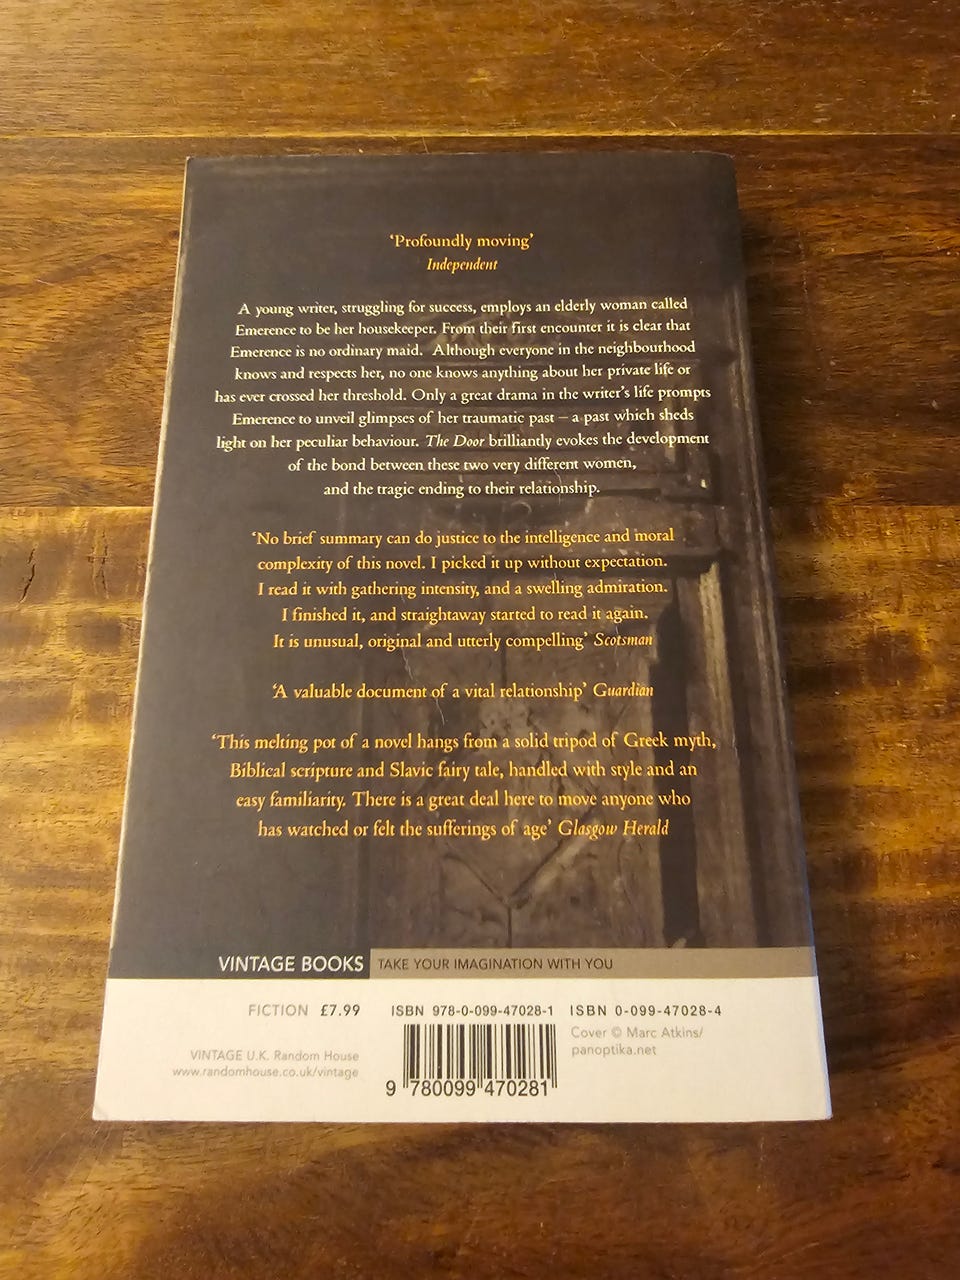 ‘Profoundly moving’
Independent
A young writer, struggling for success, employs an elderly woman called
Emerence to be her housekeeper. From their first encounter it is clear that
Emerence is no ordinary maid. Although everyone in the neighbourhood
knows and respects her, no one knows anything about her private life or
has ever crossed her threshold. Only a great drama in the writer’s life prompts
Emerence to unveil glimpses of her traumatic past – a past which sheds
light on her peculiar behaviour. The Door brilliantly evokes the development
of the bond between these two very different women,
and the tragic ending to their relationship.
‘No brief summary can do justice to the intelligence and moral
complexity of this novel. I picked it up without expectation.
I read it with gathering intensity, and a swelling admiration.
I finished it, and straightaway started to read it again.
It is unusual, original and utterly compelling’ Scotsman
‘A valuable document of a vital relationship’ Guardian
‘This melting pot of a novel hangs from a solid tripod of Greek myth,
Biblical scripture and Slavic fairy tale, handled with style and an
easy familiarity. There is a great deal here to move anyone who
has watched or felt the sufferings of age’ Glasgow Herald
VINTAGE BOOKS TAKE YOUR IMAGINATION WITH YOU
FICTION £7.99 ISBN 978-0-099-47028-1 ISBN 0-099-47028-4
Cover © Marc Atkins/
panoptika.net
VINTAGE U.K. Random House
www.randomhouse.co.uk/vintage
9 780099 470281